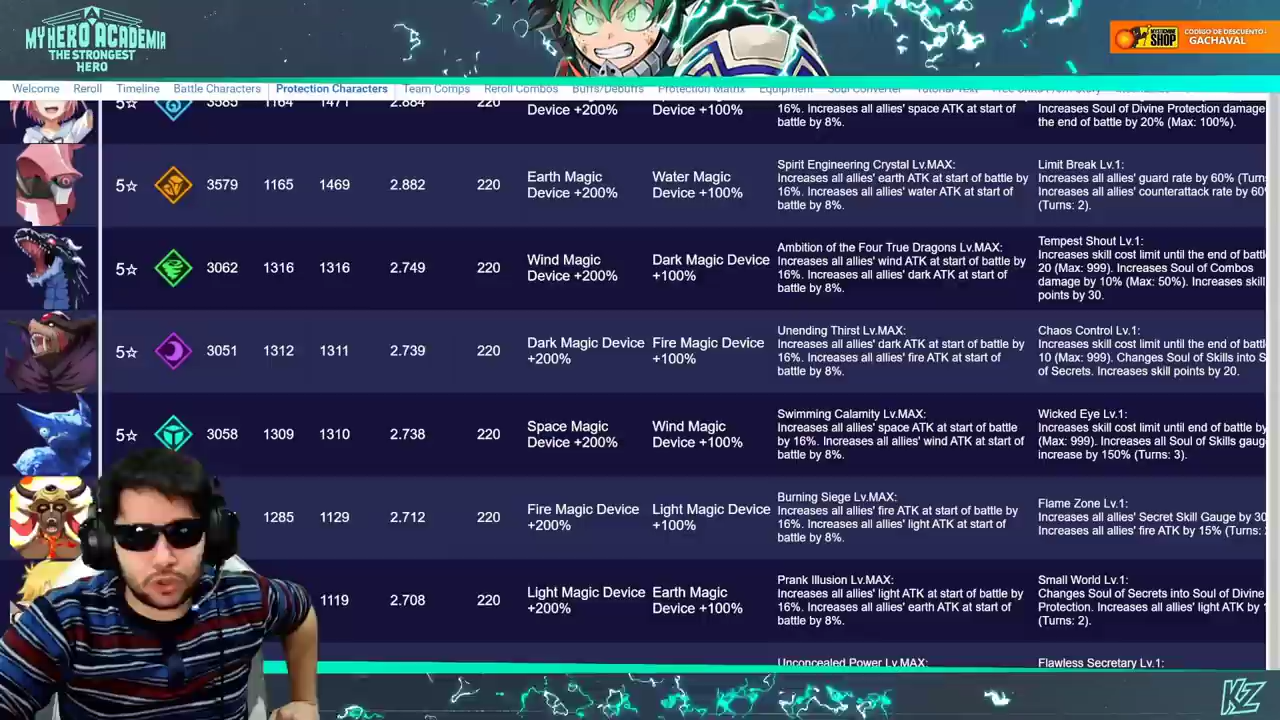 MY HERO ACADEMIA
THE STRONGEST
HERO
SHOP
CODIGO DE DESCUENTO
GACHAVAL
Welcome Reroll Timeline Battle Characters Protection Characters Team Comps Reroll Combos Buffs/Debuffs Protection Matrix Equipment Soul Converter Tutorial Text
5☆ 3585 1164 1471 2.884 220
Device +200%
Device +100%
16%. Increases all allies' space ATK at start of
battle by 8%.
Increases Soul of Divine Protection damage
the end of battle by 20% (Max: 100%).
5☆ 3579 1165 1469 2.882 220
Earth Magic
Device +200%
Water Magic
Device +100%
Spirit Engineering Crystal Lv.MAX:
Increases all allies' earth ATK at start of battle by
16%. Increases all allies' water ATK at start of
battle by 8%.
Limit Break Lv.1:
Increases all allies' guard rate by 60% (Turn
Increases all allies' counterattack rate by 60
(Turns: 2).
5☆ 3062 1316 1316 2.749 220
Wind Magic
Device +200%
Dark Magic Device
+100%
Ambition of the Four True Dragons Lv.MAX:
Increases all allies' wind ATK at start of battle by
16%. Increases all allies' dark ATK at start of
battle by 8%.
Tempest Shout Lv.1:
Increases skill cost limit until the end of battl
20 (Max: 999). Increases Soul of Combos
damage by 10% (Max: 50%). Increases skill
points by 30.
5☆ 3051 1312 1311 2.739 220
Dark Magic Device
+200%
Fire Magic Device
+100%
Unending Thirst Lv.MAX:
Increases all allies' dark ATK at start of battle by
16%. Increases all allies' fire ATK at start of
battle by 8%.
Chaos Control Lv.1:
Increases skill cost limit until the end of battl
10 (Max: 999). Changes Soul of Skills into S
of Secrets. Increases skill points by 20.
5☆ 3058 1309 1310 2.738 220
Space Magic
Device +200%
Wind Magic
Device +100%
Swimming Calamity Lv.MAX:
Increases all allies' space ATK at start of battle
by 16%. Increases all allies' wind ATK at start of
battle by 8%.
Wicked Eye Lv.1:
Increases skill cost limit until end of battle by
(Max: 999). Increases all Soul of Skills gaug
increase by 150% (Turns: 3).
1285 1129 2.712 220
Fire Magic Device
+200%
Light Magic Device
+100%
Burning Siege Lv.MAX:
Increases all allies' fire ATK at start of battle by
16%. Increases all allies' light ATK at start of
battle by 8%.
Flame Zone Lv.1:
Increases all allies' Secret Skill Gauge by 30
Increases all allies' fire ATK by 15% (Turns:
1119 2.708 220
Light Magic Device
+200%
Earth Magic
Device +100%
Prank Illusion Lv.MAX:
Increases all allies' light ATK at start of battle by
16%. Increases all allies' earth ATK at start of
battle by 8%.
Small World Lv.1:
Changes Soul of Secrets into Soul of Divine
Protection. Increases all allies' light ATK by
(Turns: 2).
Unconcealed Power Lv.MAX:
Flawless Secretary Lv.1:
KZ